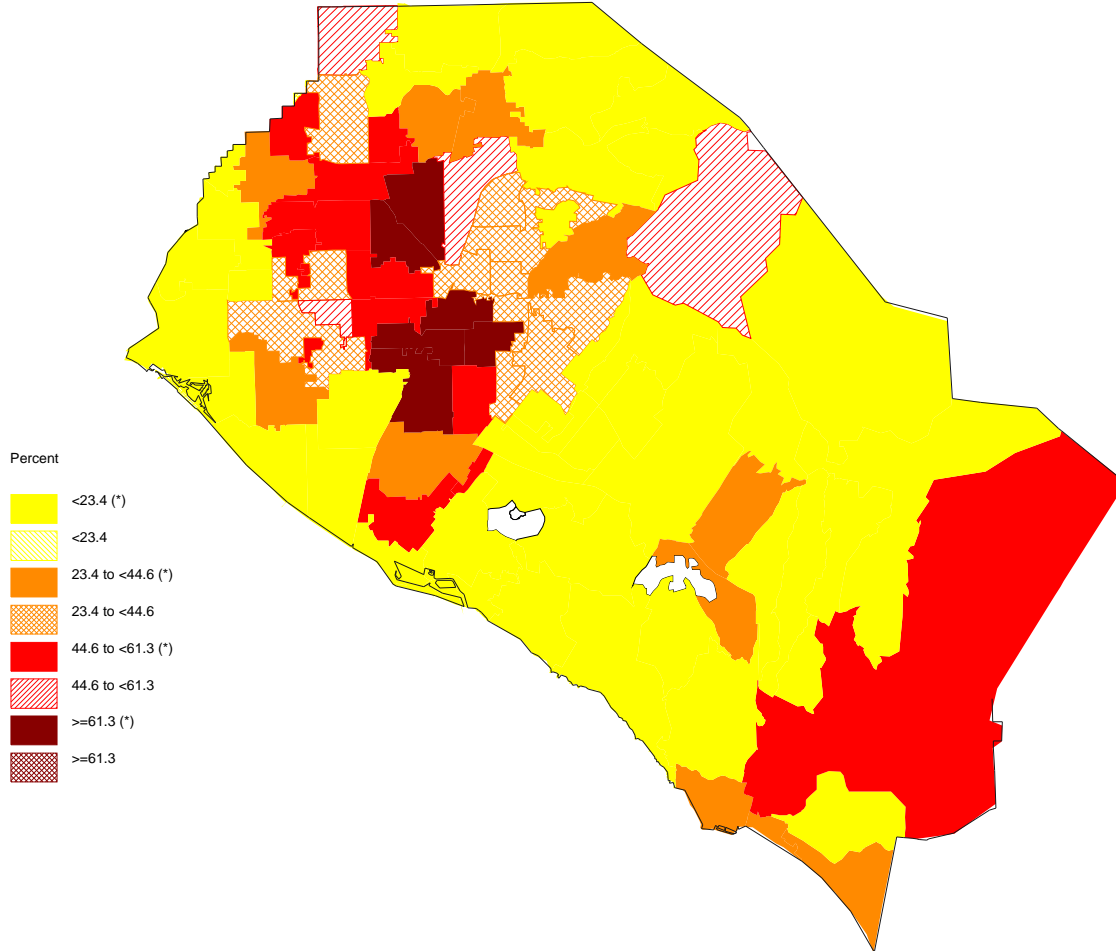 Percent
<23.4 (*)
<23.4
23.4 to <44.6 (*)
23.4 to <44.6
44.6 to <61.3 (*)
44.6 to <61.3
>=61.3 (*)
>=61.3